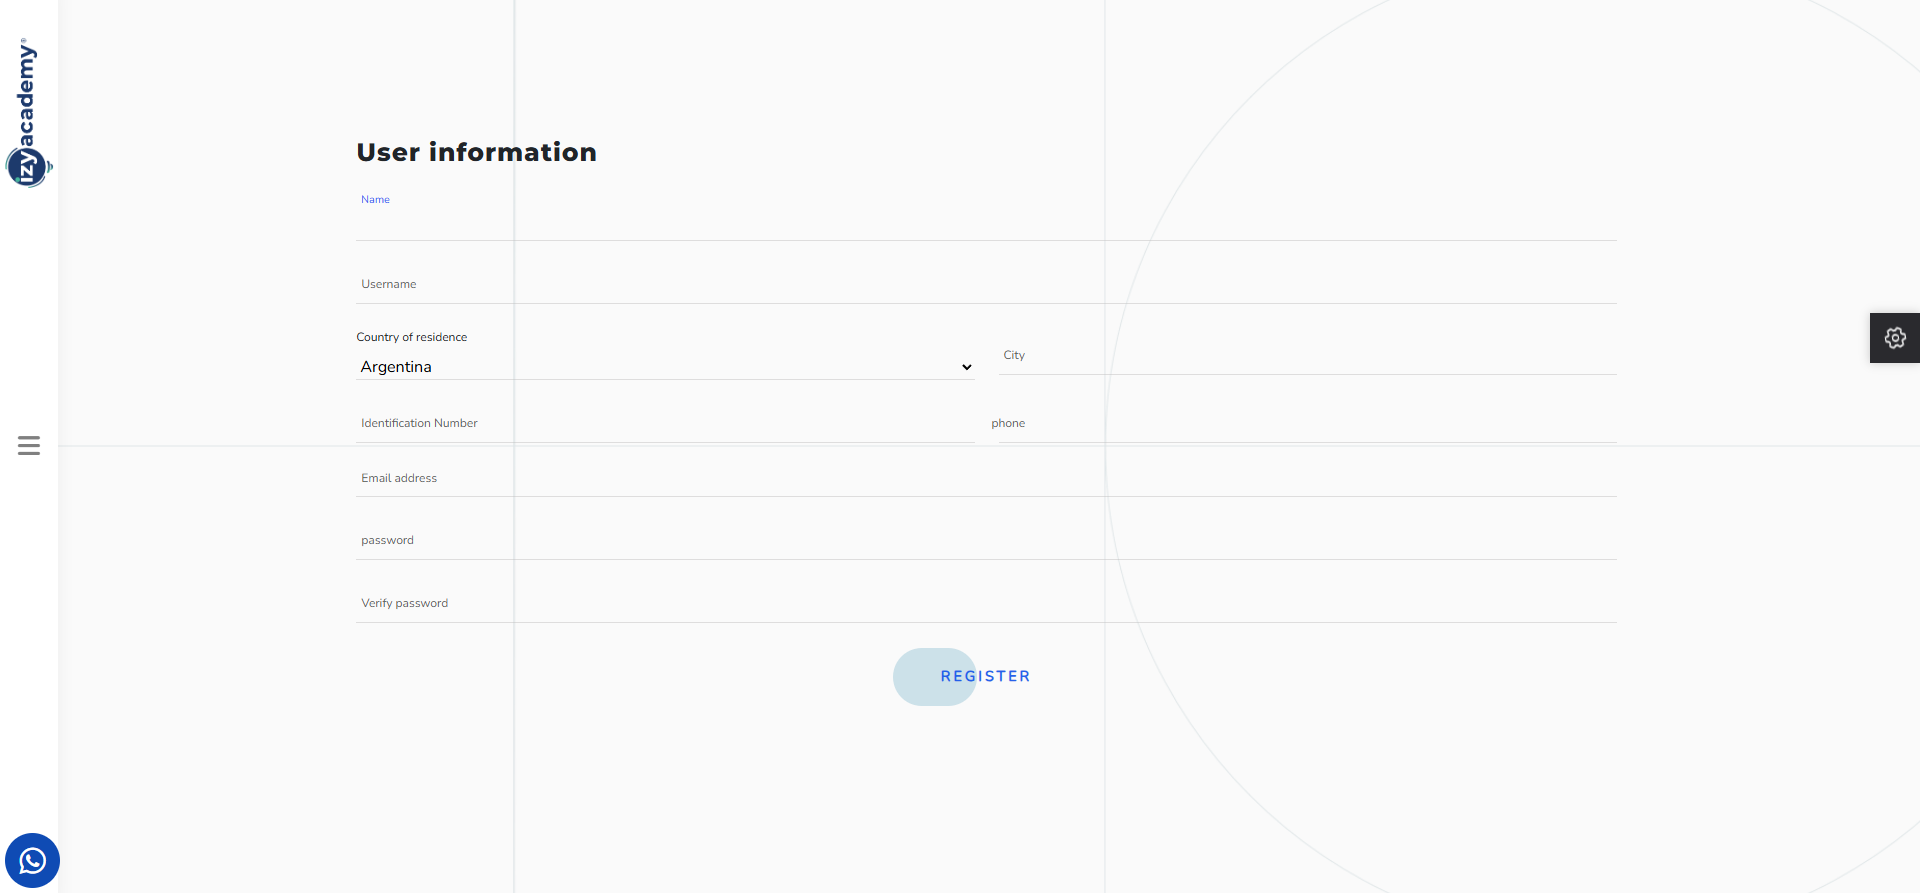 izyacademy®
User information
Name
Username
Country of residence
Argentina
City
Identification Number
phone
Email address
password
Verify password
REGISTER